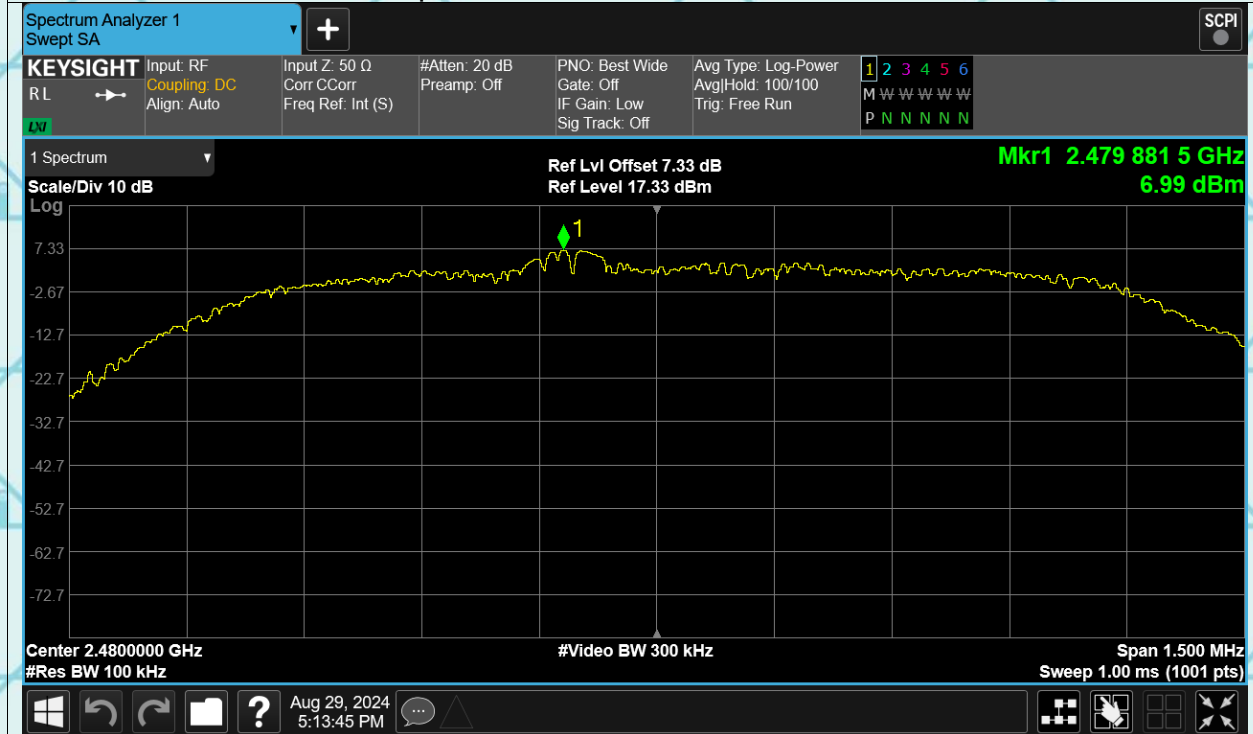 Spectrum Analyzer 1
Swept SA
SCPI
KEYSIGHT
RL
LXI
Input: RF
Coupling: DC
Align: Auto
Input Z: 50 Ω
Corr CCorr
Freq Ref: Int (S)
#Atten: 20 dB
Preamp: Off
PNO: Best Wide
Gate: Off
IF Gain: Low
Sig Track: Off
Avg Type: Log-Power
Avg|Hold: 100/100
Trig: Free Run
1 2 3 4 5 6
M W W W W W
P N N N N N
1 Spectrum
Scale/Div 10 dB
Log
Ref Lvl Offset 7.33 dB
Ref Level 17.33 dBm
Mkr1 2.479 881 5 GHz
6.99 dBm
1
7.33
-2.67
-12.7
-22.7
-32.7
-42.7
-52.7
-62.7
-72.7
Center 2.4800000 GHz
#Res BW 100 kHz
#Video BW 300 kHz
Span 1.500 MHz
Sweep 1.00 ms (1001 pts)
?
Aug 29, 2024
5:13:45 PM